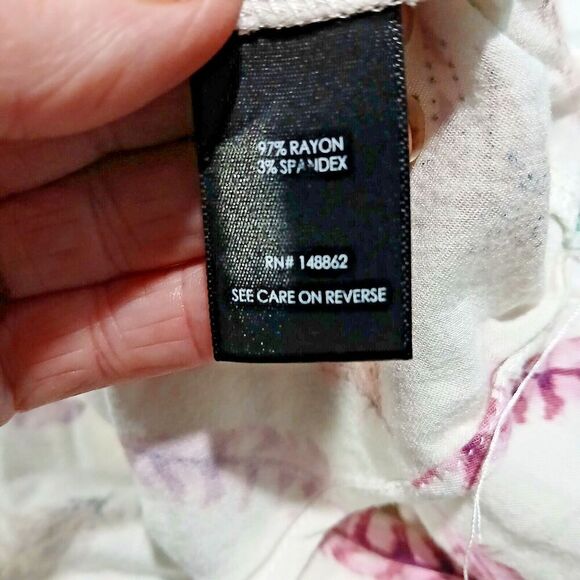 97% RAYON
3% SPANDEX
RN# 148862
SEE CARE ON REVERSE